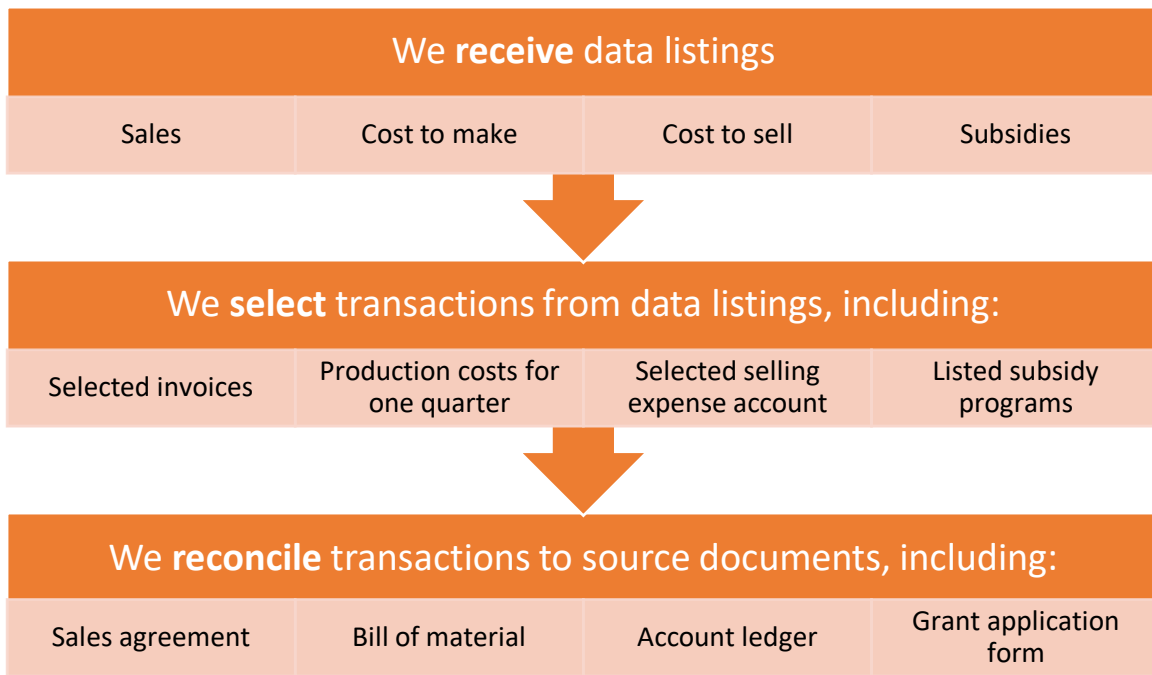 We receive data listings
Sales
Cost to make
Cost to sell
Subsidies
We select transactions from data listings, including:
Selected invoices
Production costs for
one quarter
Selected selling
expense account
Listed subsidy
programs
We reconcile transactions to source documents, including:
Sales agreement
Bill of material
Account ledger
Grant application
form